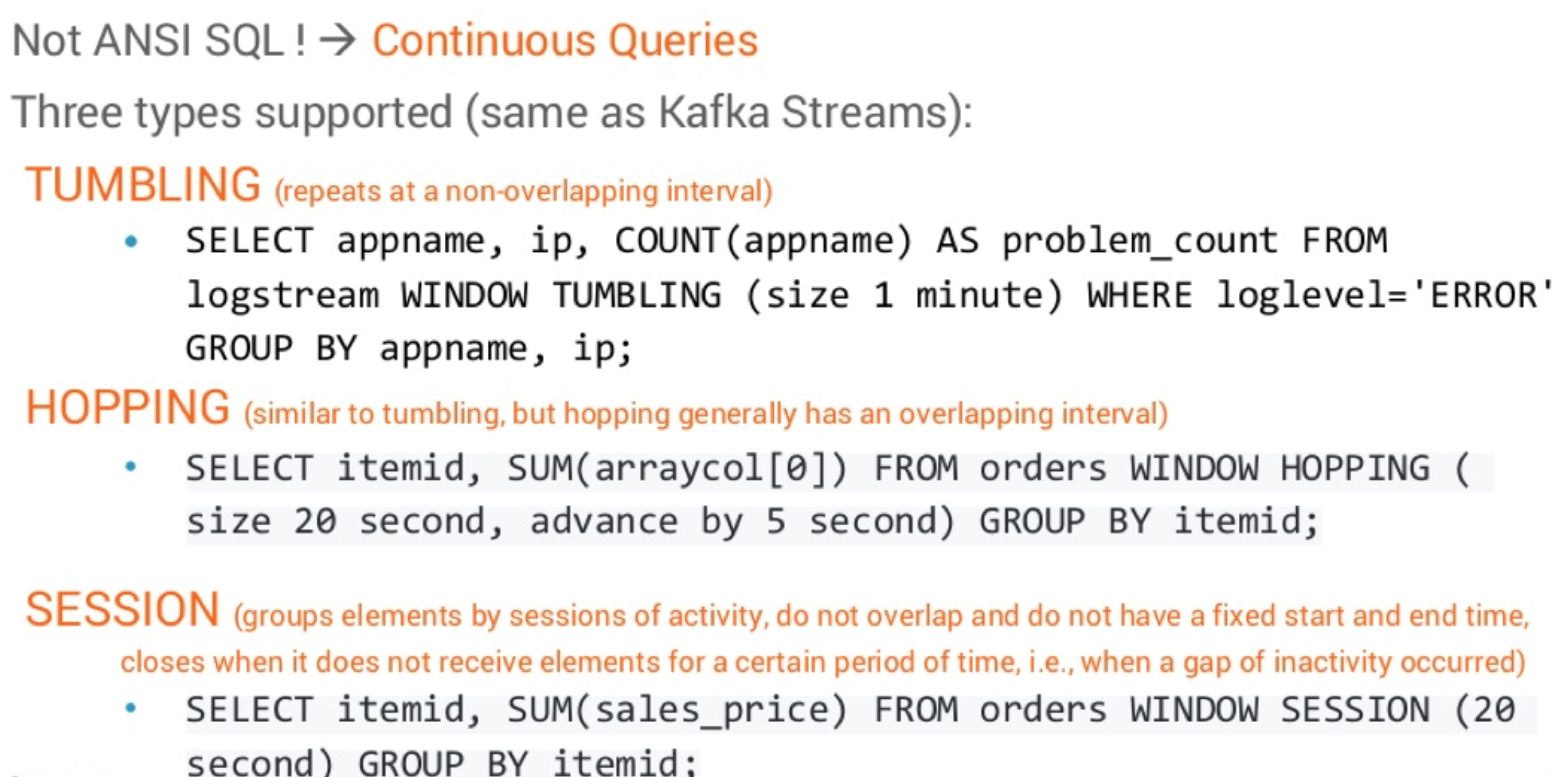 Not ANSI SQL ! → Continuous Queries
Three types supported (same as Kafka Streams):
TUMBLING (repeats at a non-overlapping interval)
• SELECT appname, ip, COUNT(appname) AS problem_count FROM
logstream WINDOW TUMBLING (size 1 minute) WHERE loglevel='ERROR'
GROUP BY appname, ip;
HOPPING (similar to tumbling, but hopping generally has an overlapping interval)
• SELECT itemid, SUM(arraycol[0]) FROM orders WINDOW HOPPING (
size 20 second, advance by 5 second) GROUP BY itemid;
SESSION (groups elements by sessions of activity, do not overlap and do not have a fixed start and end time,
closes when it does not receive elements for a certain period of time, i.e., when a gap of inactivity occurred)
• SELECT itemid, SUM(sales_price) FROM orders WINDOW SESSION (20
second) GROUP BY itemid;